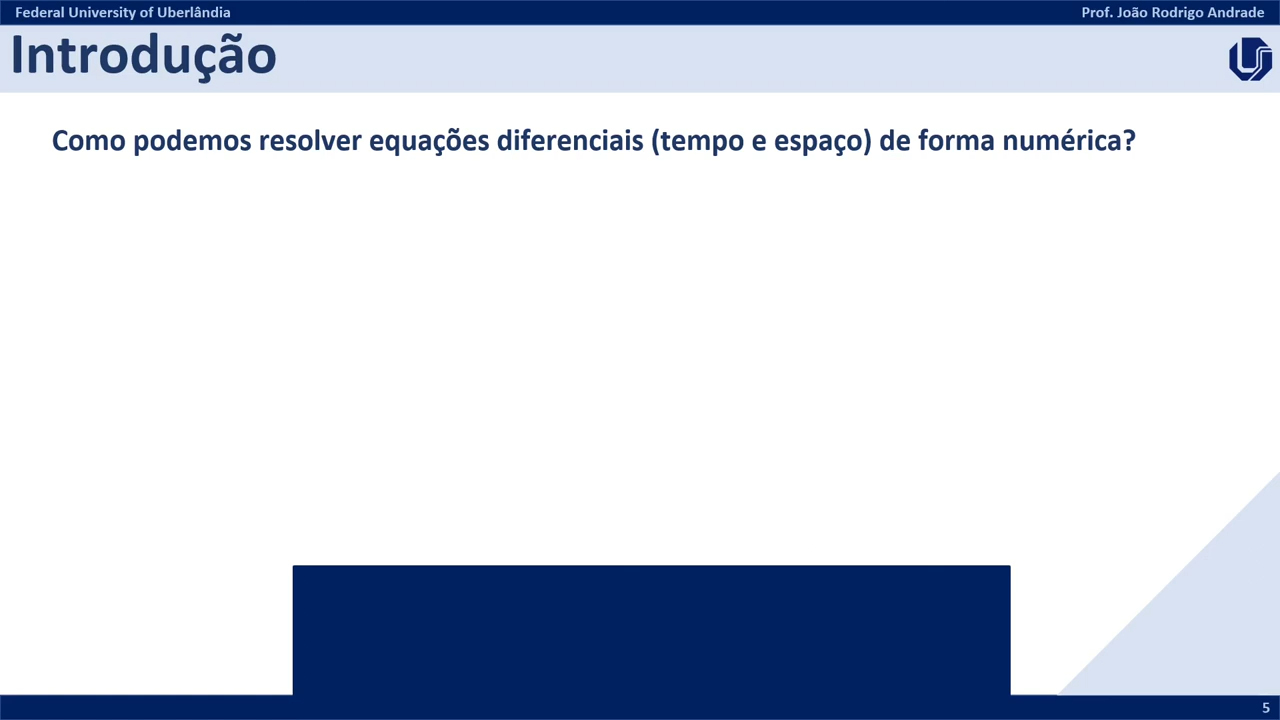 Federal University of Uberlândia
Prof. João Rodrigo Andrade
Introdução
Como podemos resolver equações diferenciais (tempo e espaço) de forma numérica?
5